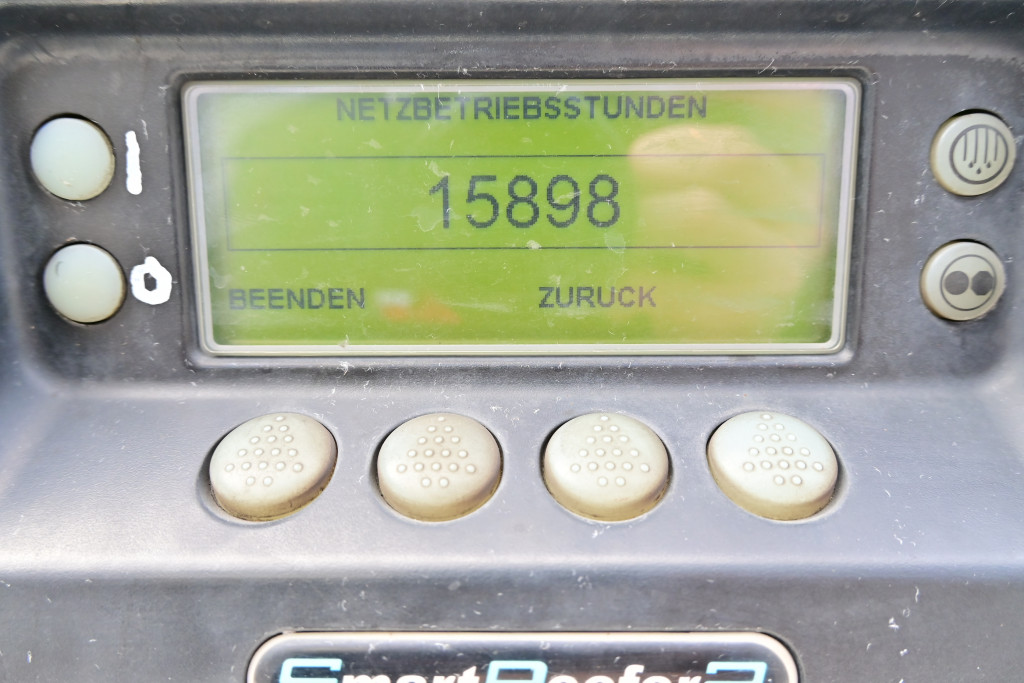 NETZBETRIEBSSTUNDEN
15898
BEENDEN ZURUCK
I
O